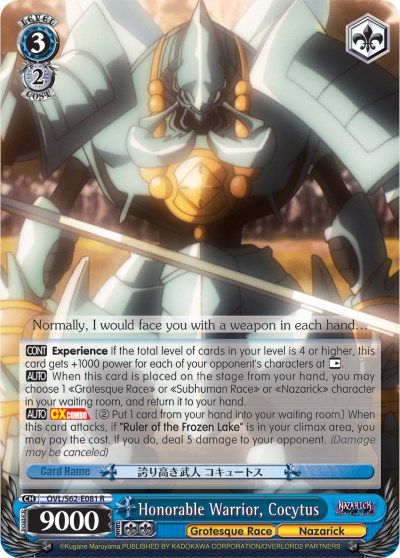 LEVEL
3
2
COST
Normally, I would face you with a weapon in each hand…
CONT Experience If the total level of cards in your level is 4 or higher, this
card gets +1000 power for each of your opponent's characters at
AUTO When this card is placed on the stage from your hand, you may
choose 1 «Grotesque Race» or «Subhuman Race» or «Nazarick» character
in your waiting room, and return it to your hand.
AUTO CXCOMBO [② Put 1 card from your hand into your waiting room] When
this card attacks, if "Ruler of the Frozen Lake" is in your climax area, you
may pay the cost. If you do, deal 5 damage to your opponent. (Damage
may be canceled)
Card Name 誇り高き武人 コキュートス
CH OVL/S62-E081 R
9000
Honorable Warrior, Cocytus
NAZARICK
Grotesque Race Nazarick
©Kugane Maruyama,PUBLISHED BY KADOKAWA CORPORATION/OVERLORD2 PARTNERS